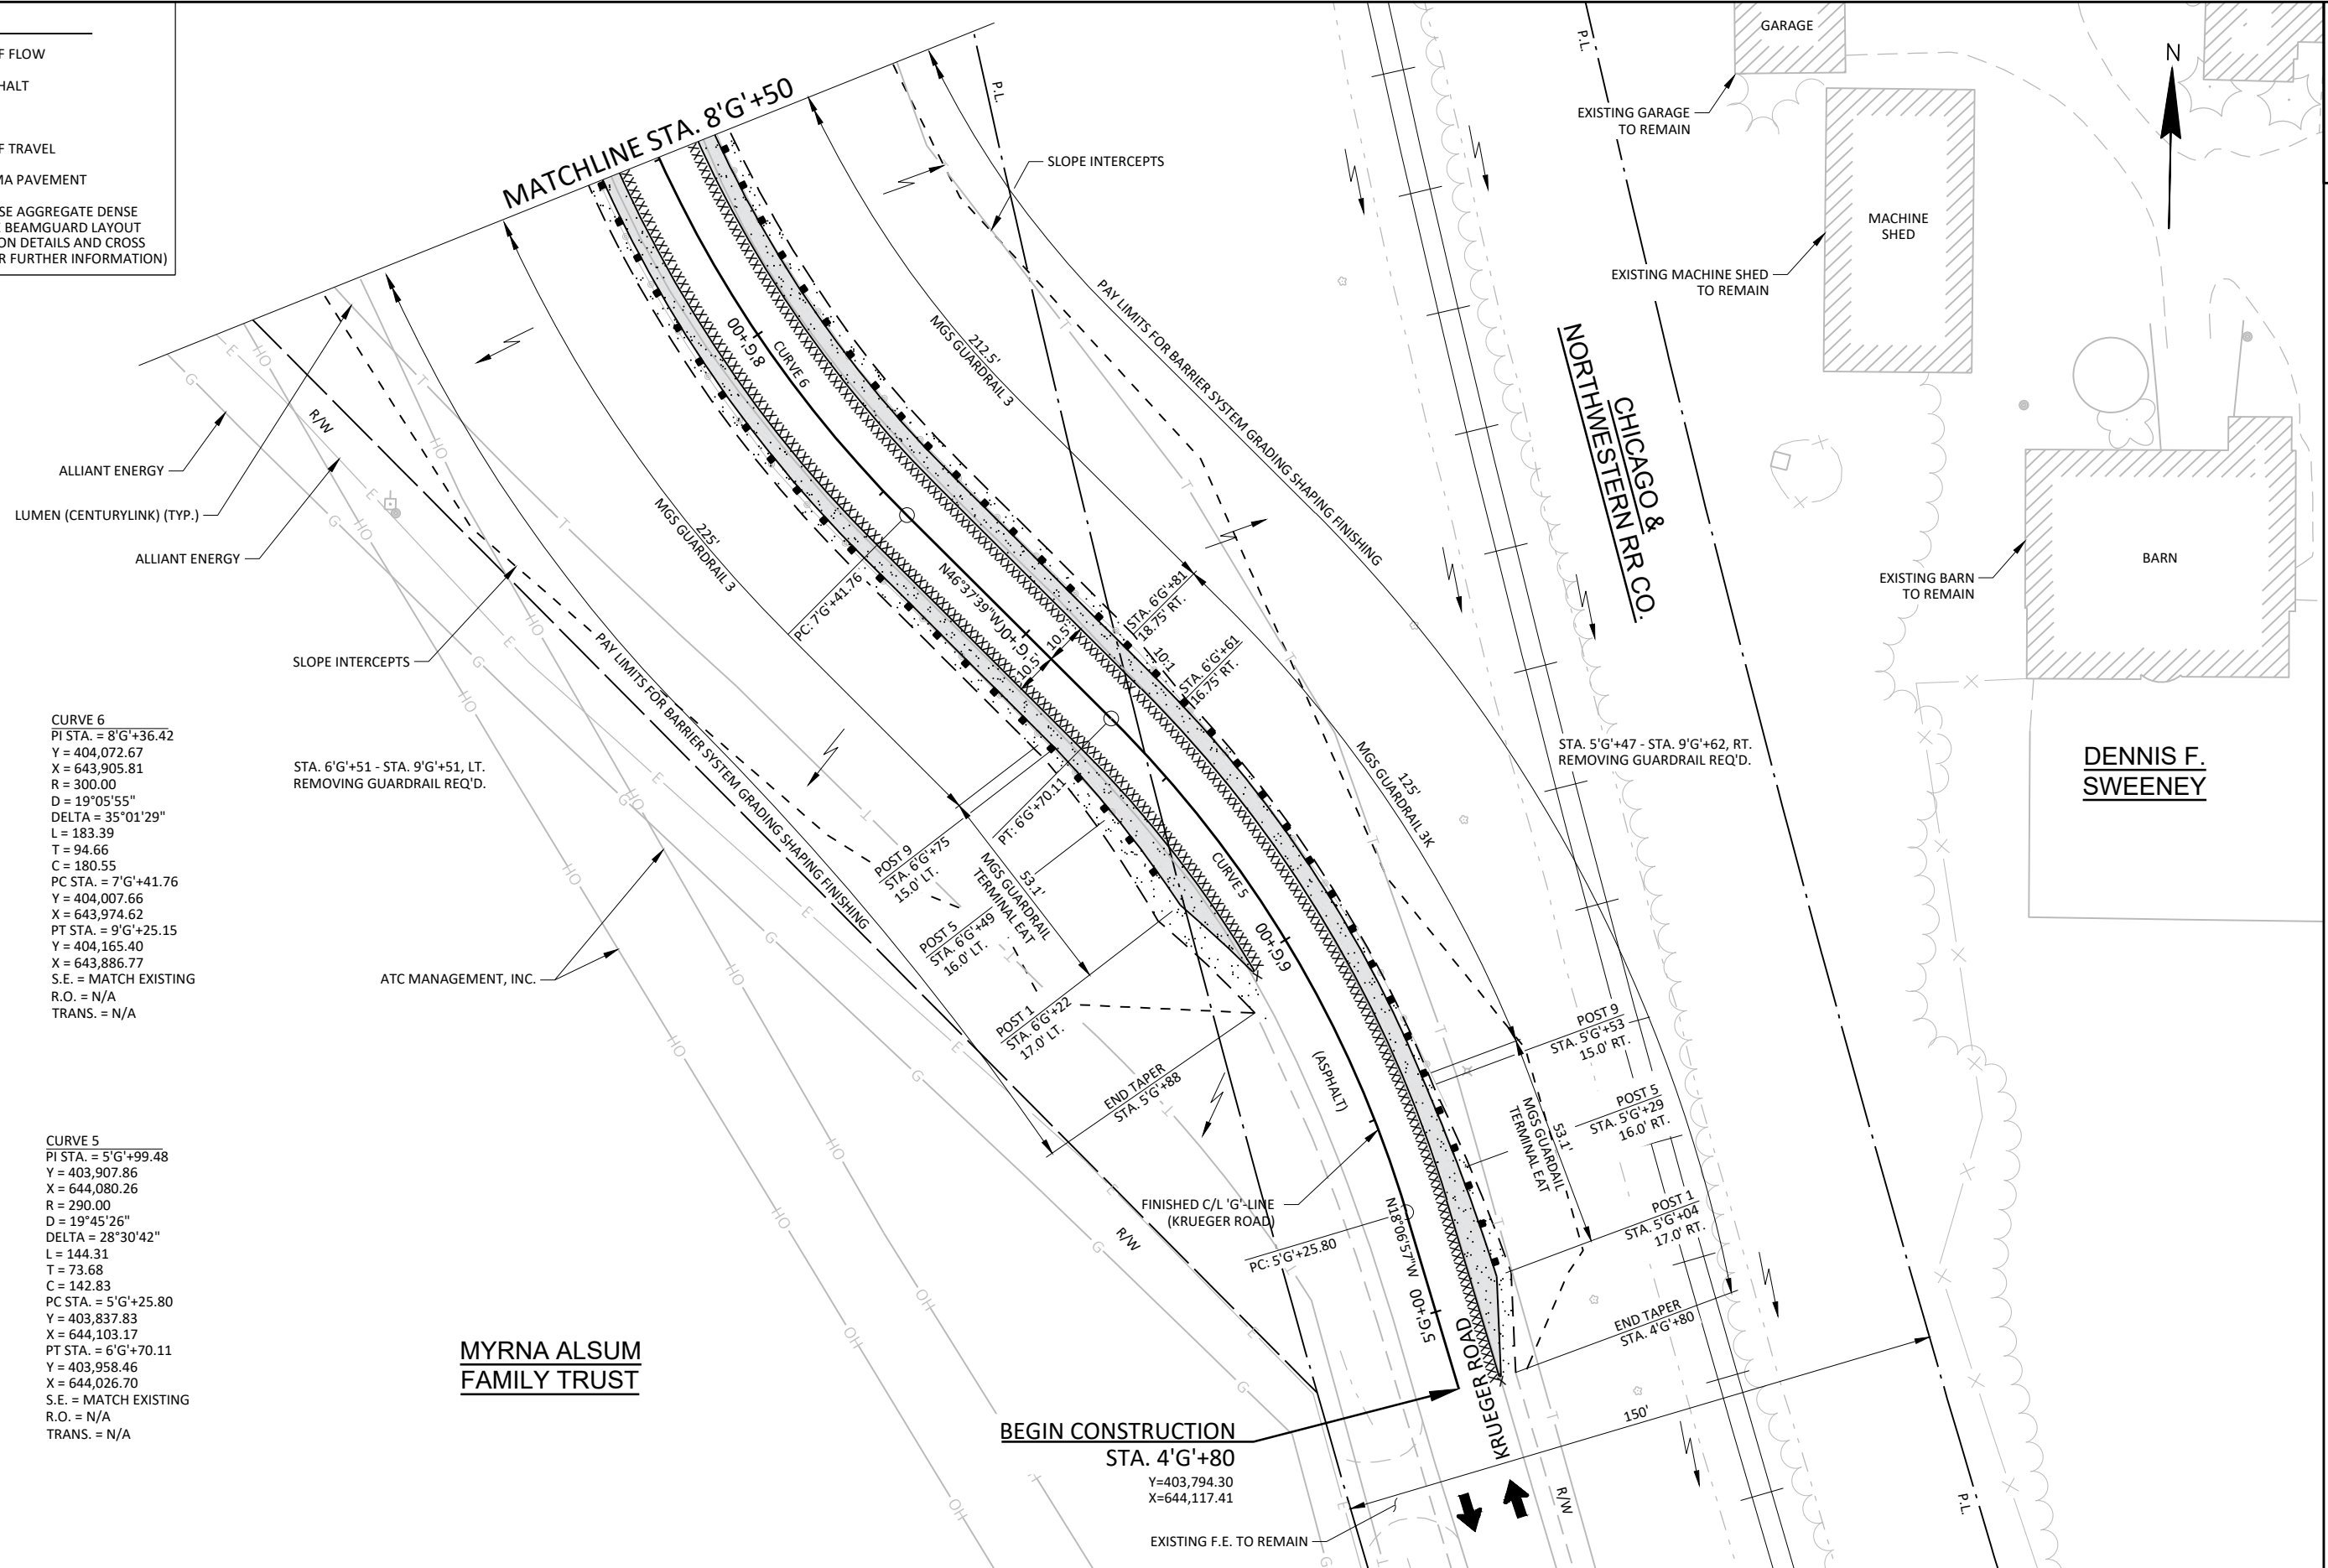 F FLOW
HALT
F TRAVEL
MA PAVEMENT
SE AGGREGATE DENSE
BEAMGUARD LAYOUT
ON DETAILS AND CROSS
R FURTHER INFORMATION)
MATCHLINE STA. 8'G'+50
P.L.
P.L.
GARAGE
N
EXISTING GARAGE
TO REMAIN
SLOPE INTERCEPTS
MACHINE
SHED
EXISTING MACHINE SHED
TO REMAIN
PAY LIMITS FOR BARRIER SYSTEM GRADING SHAPING FINISHING
212.5'
MGS GUARDRAIL 3
8'G'+00
CURVE 6
CHICAGO &
NORTHWESTERN RR CO.
R/W
ALLIANT ENERGY
LUMEN (CENTURYLINK) (TYP.)
ALLIANT ENERGY
225'
MGS GUARDRAIL 3
PC: 7'G'+41.76
N46°37'39"W
7'G'+00
10.5'
10.5'
STA. 6'G'+81
18.75' RT.
10:1
STA. 6'G'+61
16.75' RT.
EXISTING BARN
TO REMAIN
BARN
SLOPE INTERCEPTS
PAY LIMITS FOR BARRIER SYSTEM GRADING SHAPING FINISHING
CURVE 6
PI STA. = 8'G'+36.42
Y = 404,072.67
X = 643,905.81
R = 300.00
D = 19°05'55"
DELTA = 35°01'29"
L = 183.39
T = 94.66
C = 180.55
PC STA. = 7'G'+41.76
Y = 404,007.66
X = 643,974.62
PT STA. = 9'G'+25.15
Y = 404,165.40
X = 643,886.77
S.E. = MATCH EXISTING
R.O. = N/A
TRANS. = N/A
STA. 6'G'+51 - STA. 9'G'+51, LT.
REMOVING GUARDRAIL REQ'D.
STA. 5'G'+47 - STA. 9'G'+62, RT.
REMOVING GUARDRAIL REQ'D.
DENNIS F.
SWEENEY
125'
MGS GUARDRAIL 3K
PT: 6'G'+70.11
POST 9
STA. 6'G'+75
15.0' LT.
53.1'
MGS GUARDRAIL
TERMINAL EAT
POST 5
STA. 6'G'+49
16.0' LT.
CURVE 5
6'G'+00
POST 1
STA. 6'G'+22
17.0' LT.
ATC MANAGEMENT, INC.
END TAPER
STA. 5'G'+88
(ASPHALT)
POST 9
STA. 5'G'+53
15.0' RT.
POST 5
STA. 5'G'+29
16.0' RT.
53.1'
MGS GUARDRAIL
TERMINAL EAT
POST 1
STA. 5'G'+04
17.0' RT.
CURVE 5
PI STA. = 5'G'+99.48
Y = 403,907.86
X = 644,080.26
R = 290.00
D = 19°45'26"
DELTA = 28°30'42"
L = 144.31
T = 73.68
C = 142.83
PC STA. = 5'G'+25.80
Y = 403,837.83
X = 644,103.17
PT STA. = 6'G'+70.11
Y = 403,958.46
X = 644,026.70
S.E. = MATCH EXISTING
R.O. = N/A
TRANS. = N/A
FINISHED C/L 'G'-LINE
(KRUEGER ROAD)
R/W
PC: 5'G'+25.80
N18°06'57"W
5'G'+00
END TAPER
STA. 4'G'+80
MYRNA ALSUM
FAMILY TRUST
KRUEGER ROAD
BEGIN CONSTRUCTION
STA. 4'G'+80
Y=403,794.30
X=644,117.41
150'
R/W
P.L.
EXISTING F.E. TO REMAIN